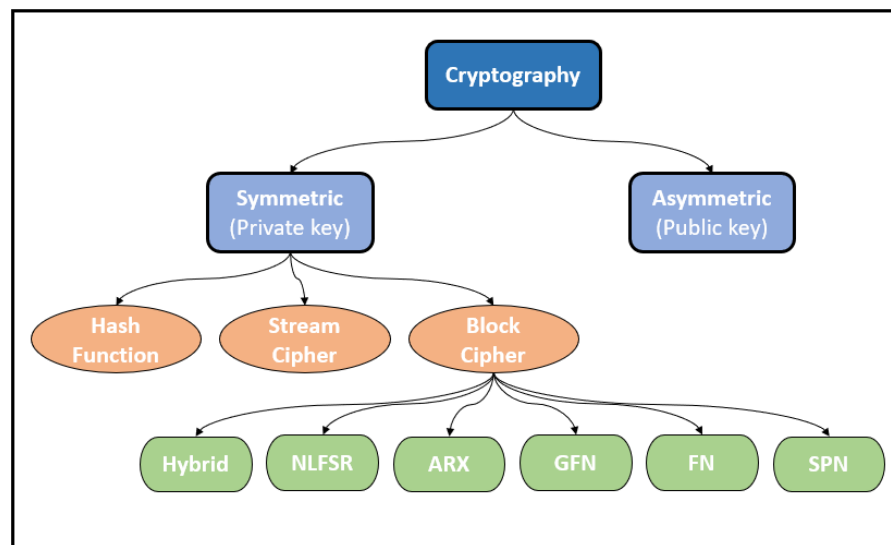 Cryptography
Symmetric
(Private key)
Asymmetric
(Public key)
Hash
Function
Stream
Cipher
Block
Cipher
Hybrid
NLFSR
ARX
GFN
FN
SPN